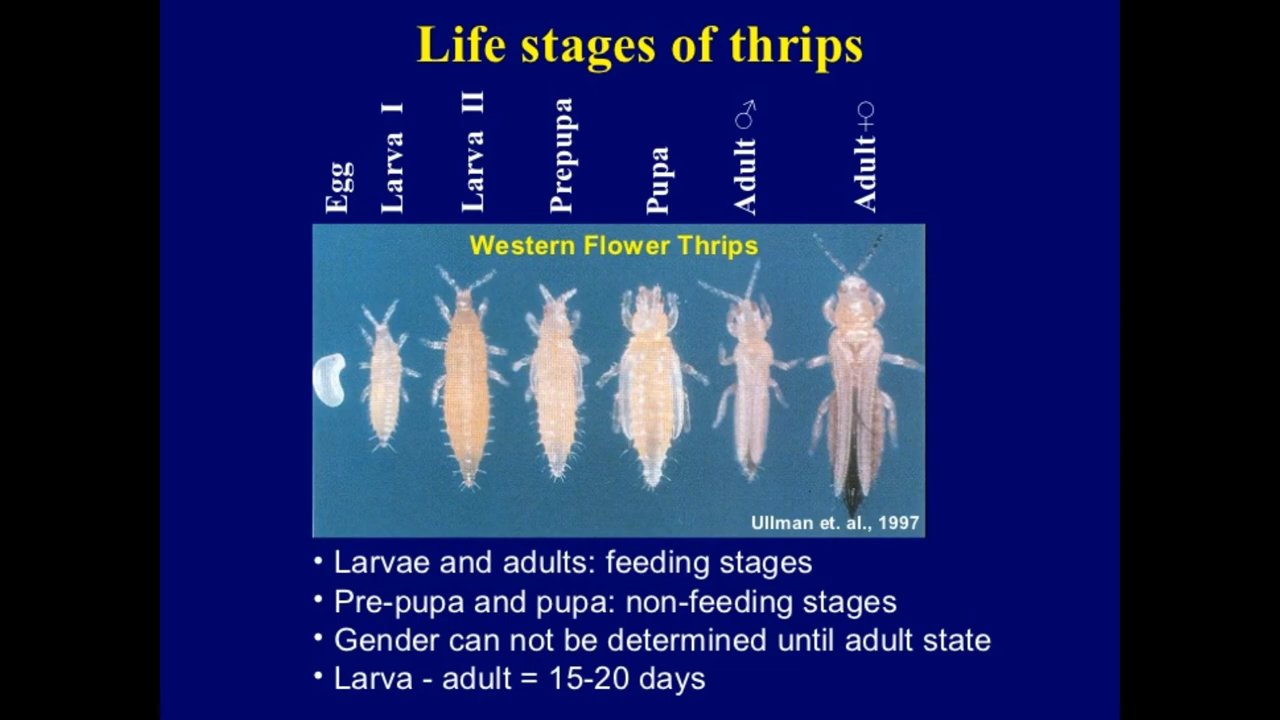 Life stages of thrips
Egg
Larva I
Larva II
Prepupa
Pupa
Adult ♂
Adult ♀
Western Flower Thrips
Ullman et. al., 1997
• Larvae and adults: feeding stages
• Pre-pupa and pupa: non-feeding stages
• Gender can not be determined until adult state
• Larva - adult = 15-20 days